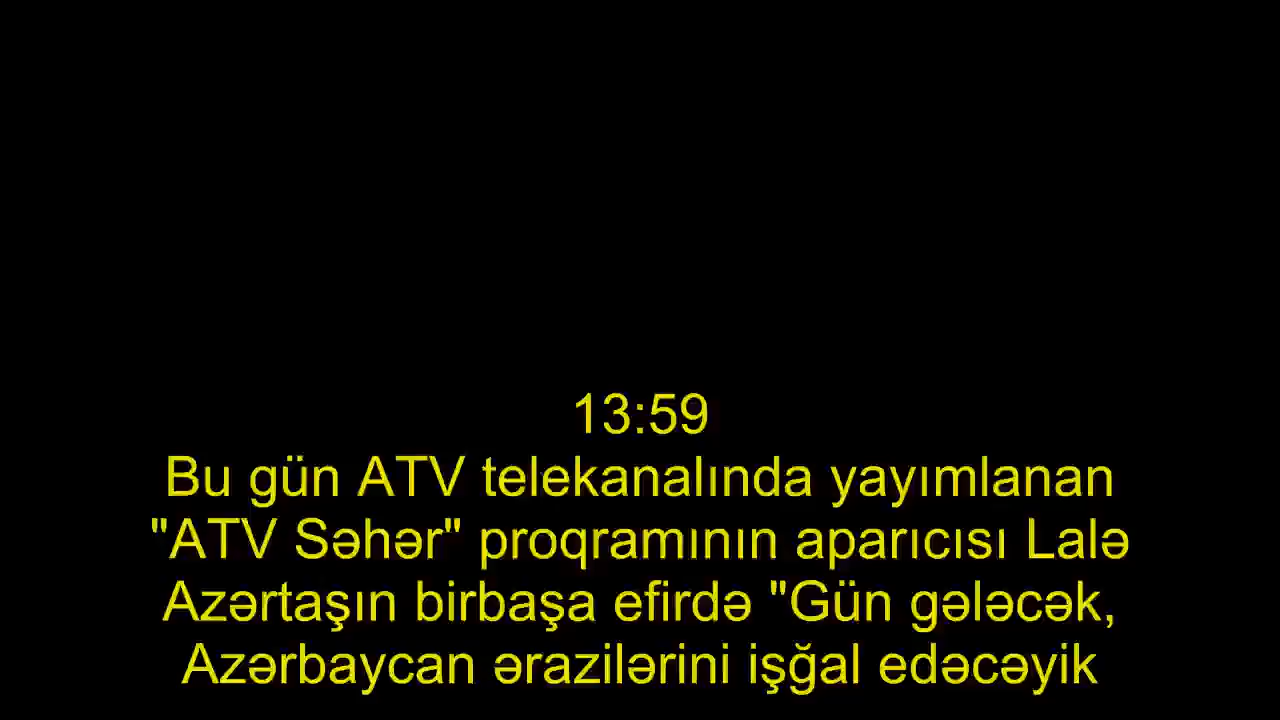 13:59
Bu gün ATV telekanalında yayımlanan
"ATV Səhər" proqramının aparıcısı Lalə
Azərtaşın birbaşa efirdə "Gün gələcək,
Azərbaycan ərazilərini işğal edəcəyik